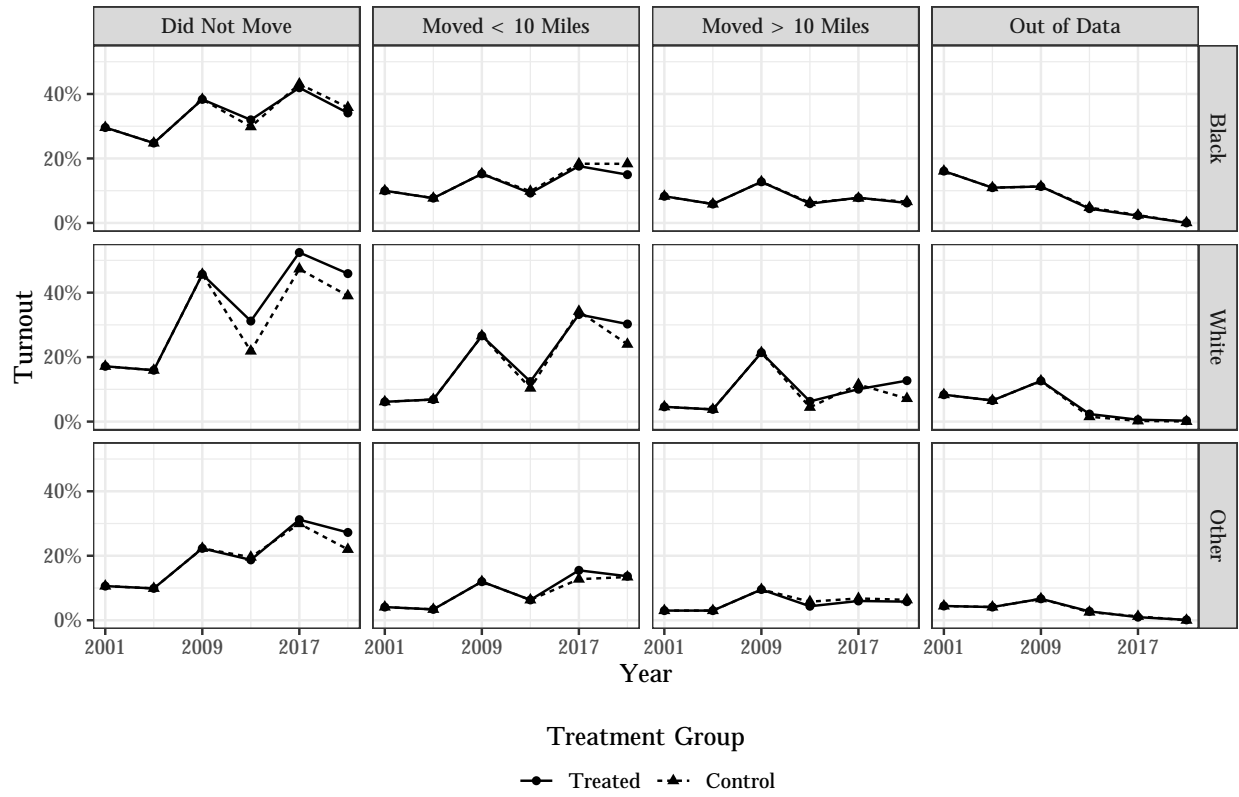 Did Not Move
Moved < 10 Miles
Moved > 10 Miles
Out of Data
40%
20%
0%
Black
40%
20%
0%
White
40%
20%
0%
Other
Turnout
2001 2009 2017
2001 2009 2017
2001 2009 2017
2001 2009 2017
Year
Treatment Group
Treated Control